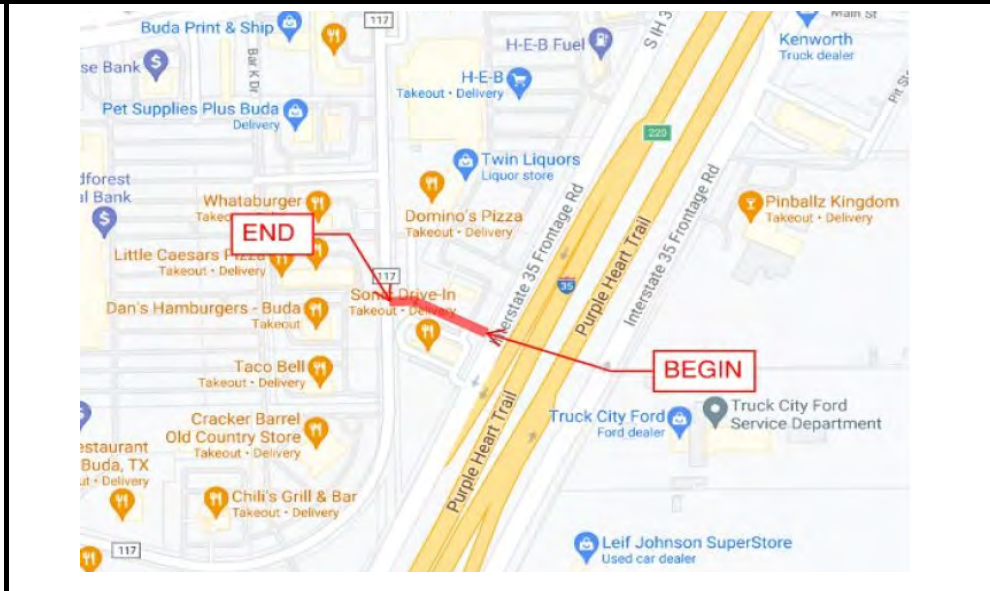 117
Main St
Buda Print & Ship
S IH 3
H-E-B Fuel
Kenworth
Truck dealer
Bar K Dr
se Bank
H-E-B
Takeout • Delivery
Pit St
Pet Supplies Plus Buda
Delivery
220
Twin Liquors
Liquor store
dforest
al Bank
Whataburger
Pinballz Kingdom
Takeout • Delivery
Domino's Pizza
Takeout • Delivery
END
Interstate 35 Frontage Rd
Purple Heart Trail
Interstate 35 Frontage Rd
Little Caesars Pizza
Takeout • Delivery
117
35
Purple Heart Trail
Sonic Drive-In
Takeout • Delivery
Dan's Hamburgers - Buda
Takeout
BEGIN
Taco Bell
Takeout • Delivery
Truck City Ford
Ford dealer
Truck City Ford
Service Department
Cracker Barrel
Old Country Store
Takeout • Delivery
Purple Heart Trail
estaurant
Buda, TX
ut • Delivery
Chili's Grill & Bar
Takeout • Delivery
117
Leif Johnson SuperStore
Used car dealer